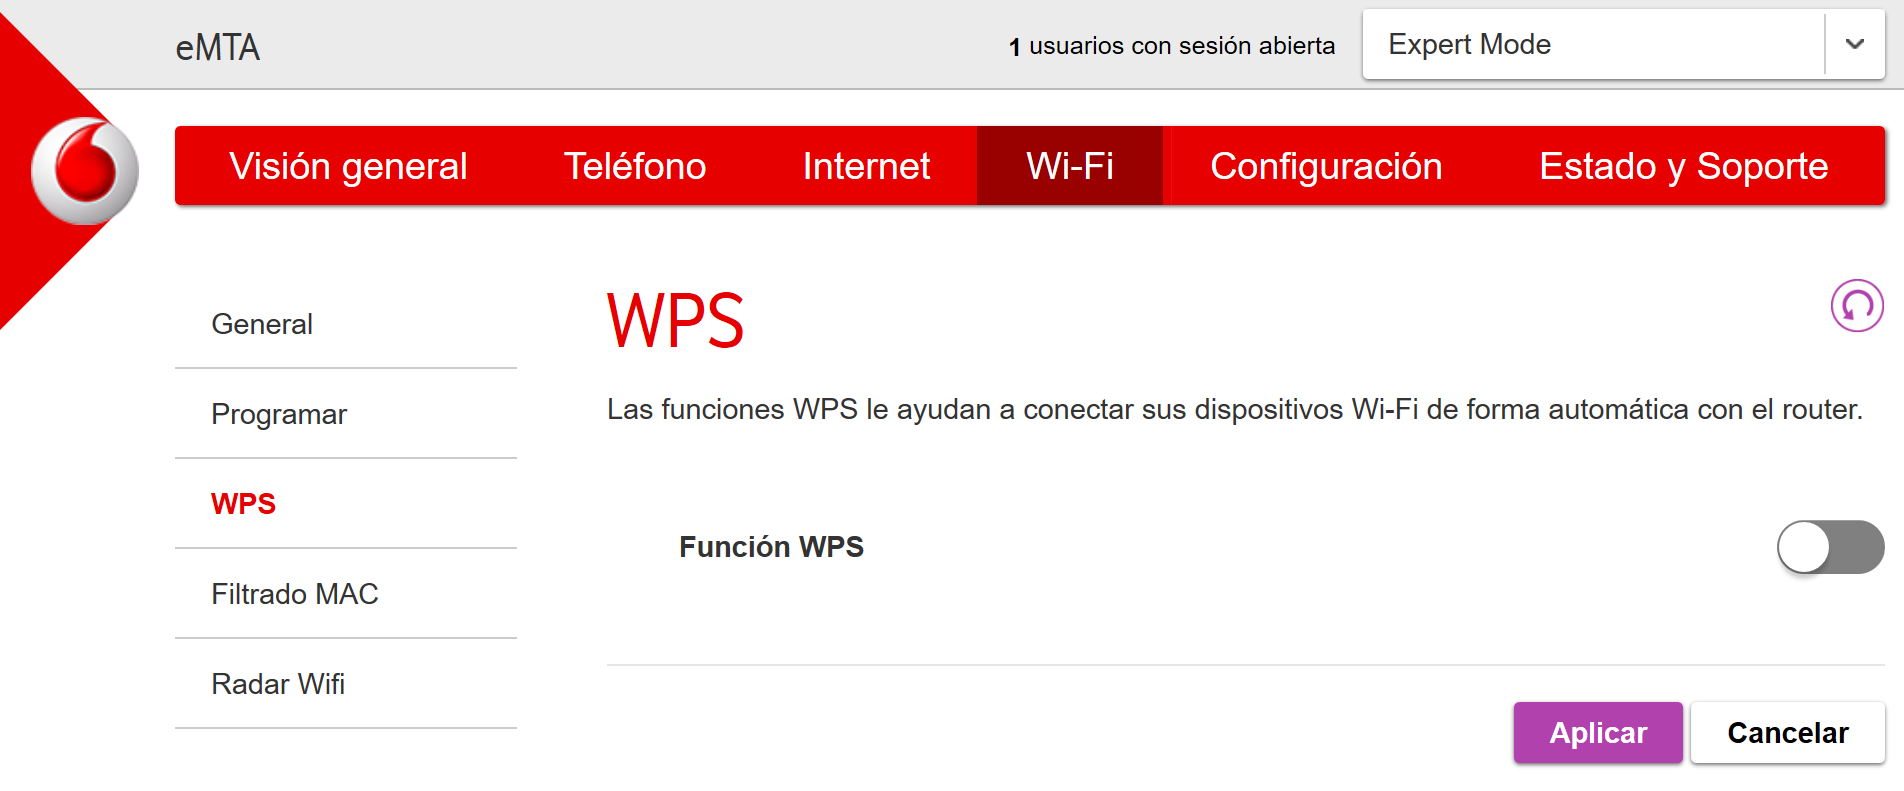 eMTA
1 usuarios con sesión abierta
Expert Mode
Visión general Teléfono Internet Wi-Fi Configuración Estado y Soporte
General
Programar
WPS
Filtrado MAC
Radar Wifi
WPS
Las funciones WPS le ayudan a conectar sus dispositivos Wi-Fi de forma automática con el router.
Función WPS
Aplicar Cancelar